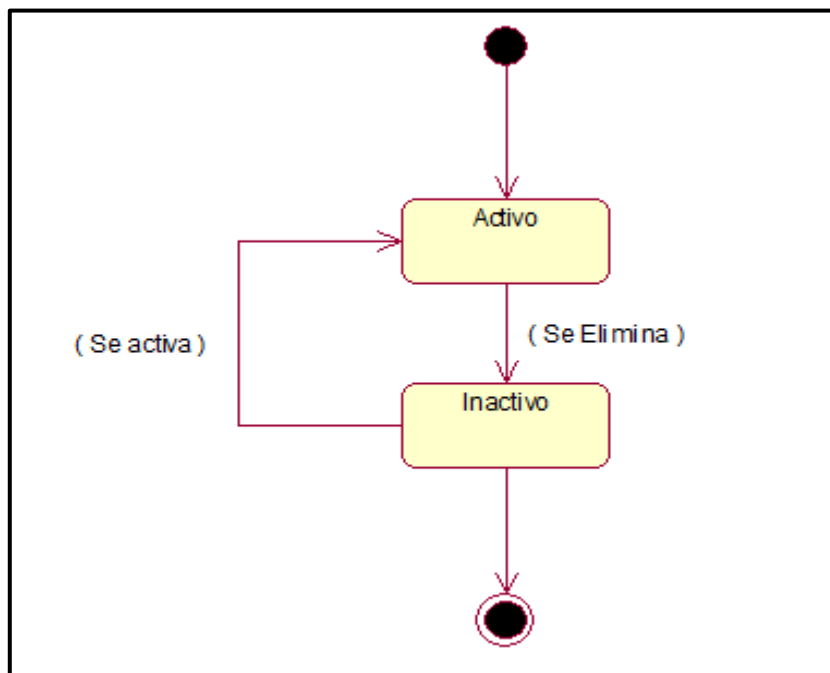 Activo
( Se Elimina )
( Se activa )
Inactivo